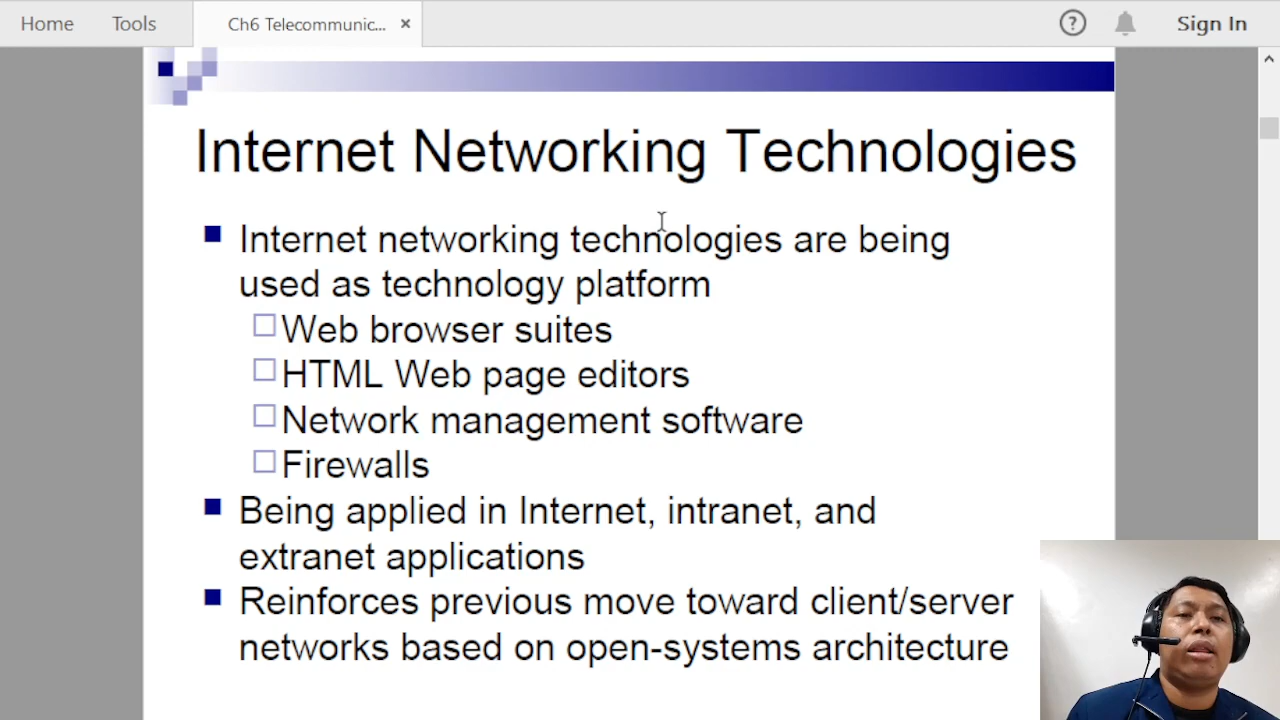 Home Tools Ch6 Telecommunic... × ? Sign In
Internet Networking Technologies
Internet networking technologies are being
used as technology platform
Web browser suites
HTML Web page editors
Network management software
Firewalls
Being applied in Internet, intranet, and
extranet applications
Reinforces previous move toward client/server
networks based on open-systems architecture